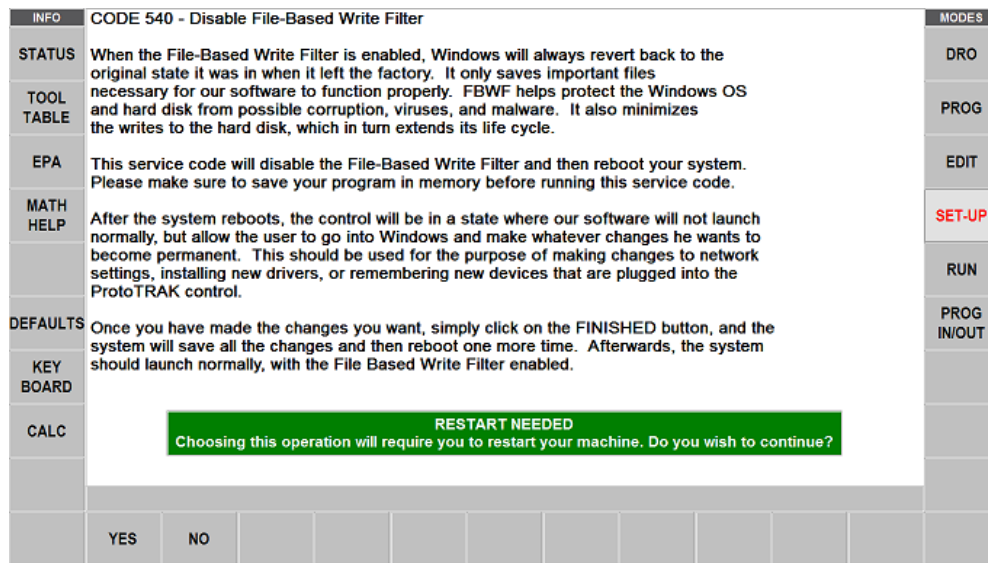 INFO
CODE 540 - Disable File-Based Write Filter
MODES
STATUS
TOOL
TABLE
EPA
MATH
HELP
DEFAULTS
KEY
BOARD
CALC
When the File-Based Write Filter is enabled, Windows will always revert back to the
original state it was in when it left the factory. It only saves important files
necessary for our software to function properly. FBWF helps protect the Windows OS
and hard disk from possible corruption, viruses, and malware. It also minimizes
the writes to the hard disk, which in turn extends its life cycle.
This service code will disable the File-Based Write Filter and then reboot your system.
Please make sure to save your program in memory before running this service code.
After the system reboots, the control will be in a state where our software will not launch
normally, but allow the user to go into Windows and make whatever changes he wants to
become permanent. This should be used for the purpose of making changes to network
settings, installing new drivers, or remembering new devices that are plugged into the
ProtoTRAK control.
Once you have made the changes you want, simply click on the FINISHED button, and the
system will save all the changes and then reboot one more time. Afterwards, the system
should launch normally, with the File Based Write Filter enabled.
RESTART NEEDED
Choosing this operation will require you to restart your machine. Do you wish to continue?
DRO
PROG
EDIT
SET-UP
RUN
PROG
IN/OUT
YES
NO